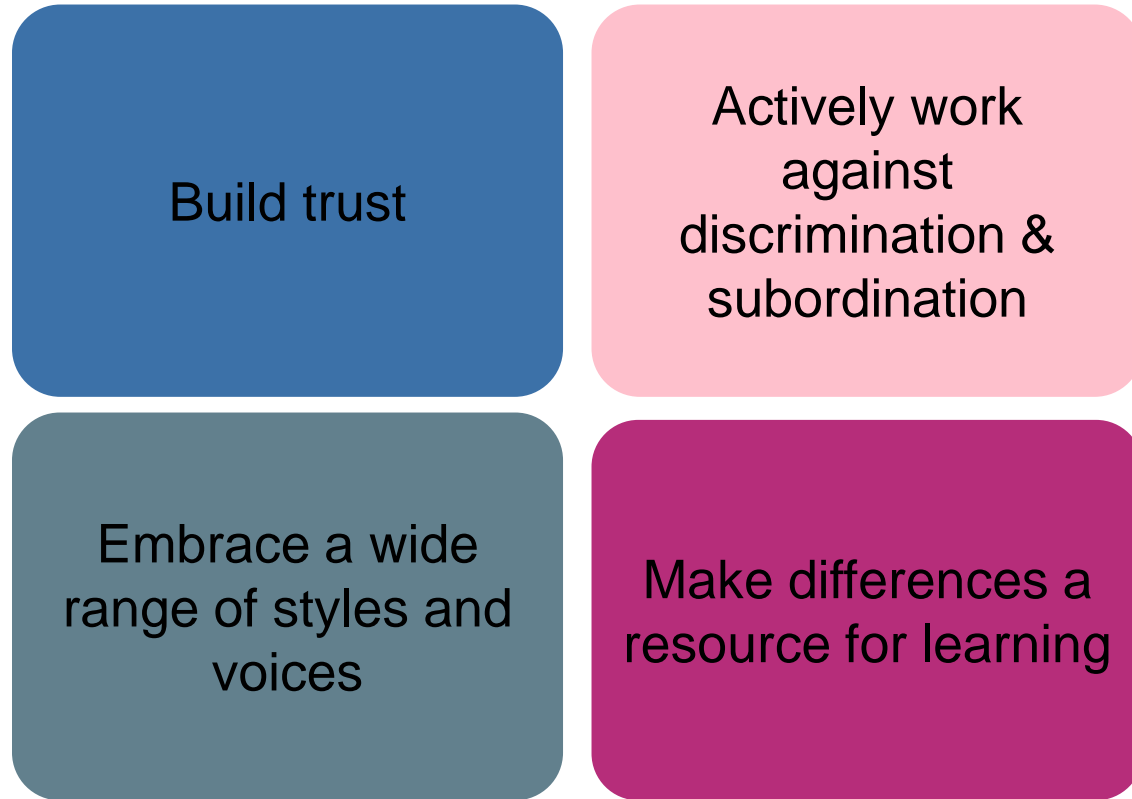 Build trust
Actively work
against
discrimination &
subordination
Embrace a wide
range of styles and
voices
Make differences a
resource for learning